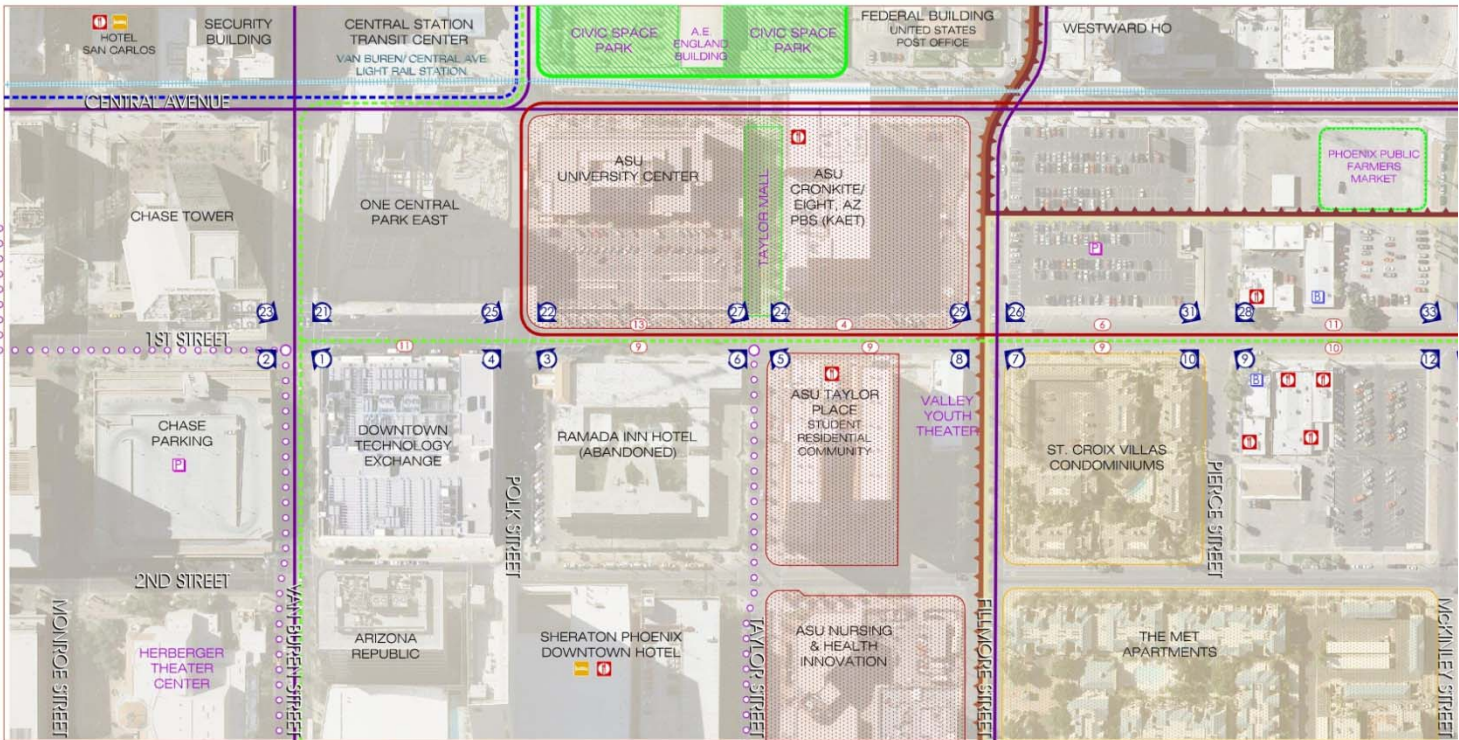 HOTEL
SAN CARLOS
SECURITY
BUILDING
CENTRAL STATION
TRANSIT CENTER
VAN BUREN/ CENTRAL AVE
LIGHT RAIL STATION
CIVIC SPACE
PARK
A.E.
ENGLAND
BUILDING
CIVIC SPACE
PARK
FEDERAL BUILDING
UNITED STATES
POST OFFICE
WESTWARD HO
CENTRAL AVENUE
CHASE TOWER
ONE CENTRAL
PARK EAST
ASU
UNIVERSITY CENTER
TAYLOR MALL
ASU
CRONKITE/
EIGHT, AZ
PBS (KAET)
PHOENIX PUBLIC
FARMERS
MARKET
P
B
23
21
25
22
27
24
29
26
31
28
33
1ST STREET
13
4
6
11
11
9
9
9
10
2
1
4
3
6
5
8
7
10
9
12
CHASE
PARKING
P
DOWNTOWN
TECHNOLOGY
EXCHANGE
RAMADA INN HOTEL
(ABANDONED)
ASU TAYLOR
PLACE
STUDENT
RESIDENTIAL
COMMUNITY
VALLEY
YOUTH
THEATER
ST. CROIX VILLAS
CONDOMINIUMS
B
POLK STREET
PIERCE STREET
2ND STREET
MONROE STREET
HERBERGER
THEATER
CENTER
VAN BUREN STREET
ARIZONA
REPUBLIC
SHERATON PHOENIX
DOWNTOWN HOTEL
TAYLOR STREET
ASU NURSING
& HEALTH
INNOVATION
FILLMORE STREET
THE MET
APARTMENTS
McKINLEY STREET